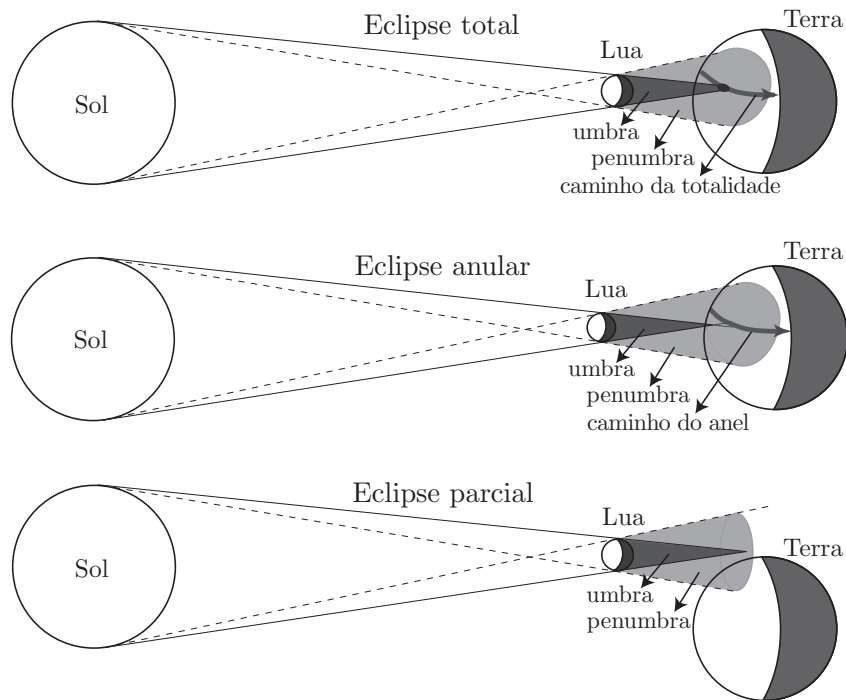 Eclipse total
Terra
Lua
Sol
umbra
penumbra
caminho da totalidade
Terra
Eclipse anular
Lua
Sol
umbra
penumbra
caminho do anel
Eclipse parcial
Lua
Terra
Sol
umbra
penumbra